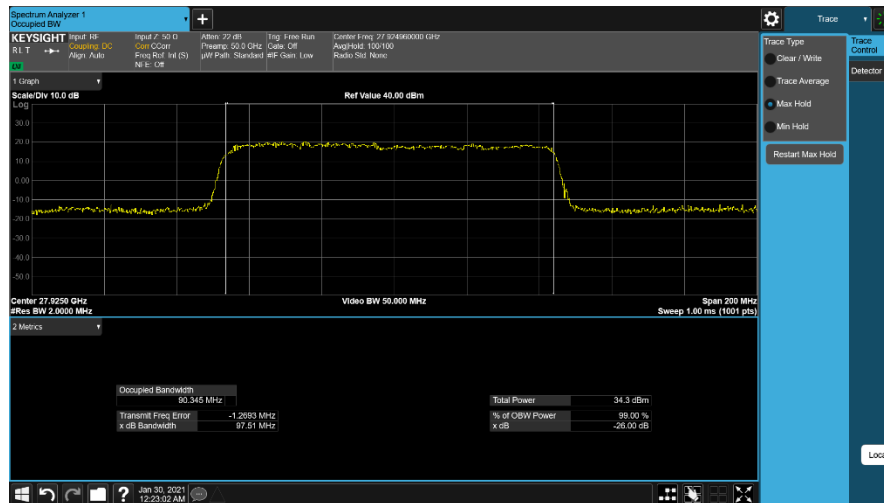 Spectrum Analyzer 1
Occupied BW
+
Trace
KEYSIGHT Input: RF
R L T Coupling: DC
Align: Auto
LW
Input Z: 50 Ω
Corr CCorr
Freq Ref: Int (S)
NFE: Off
Atten: 22 dB
Preamp: 50.0 GHz
µW Path: Standard
Trig: Free Run
Gate: Off
#IF Gain: Low
Center Freq: 27.924960000 GHz
Avg|Hold: 100/100
Radio Std: None
Trace Type
Clear / Write
Trace Average
Max Hold
Min Hold
Restart Max Hold
Trace
Control
Detector
1 Graph
Scale/Div 10.0 dB
Ref Value 40.00 dBm
Log
30.0
20.0
10.0
0.00
-10.0
-20.0
-30.0
-40.0
-50.0
Center 27.9250 GHz
Video BW 50.000 MHz
Span 200 MHz
#Res BW 2.0000 MHz
Sweep 1.00 ms (1001 pts)
2 Metrics
Occupied Bandwidth
90.345 MHz
Total Power 34.3 dBm
Transmit Freq Error -1.2693 MHz
% of OBW Power 99.00 %
x dB Bandwidth 97.51 MHz
x dB -26.00 dB
Loca
? Jan 30, 2021
12:23:02 AM